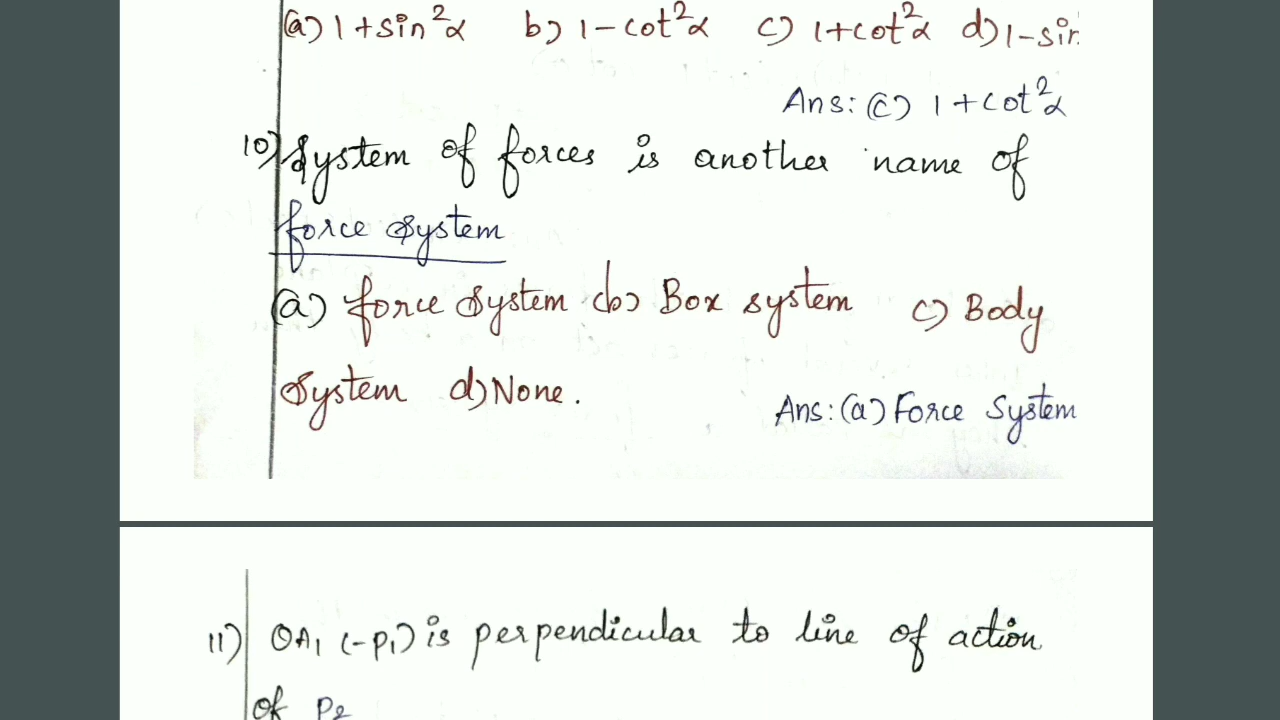 (a) 1+sin²α b) 1-cot²α c) 1+cot²α d) 1-sin
Ans: (c) 1+cot²α
10) System of forces is another name of
force system
(a) force system (b) Box system c) Body
system d) None.
Ans: (a) Force System
11) OA₁ (-P₁) is perpendicular to line of action
of P₂